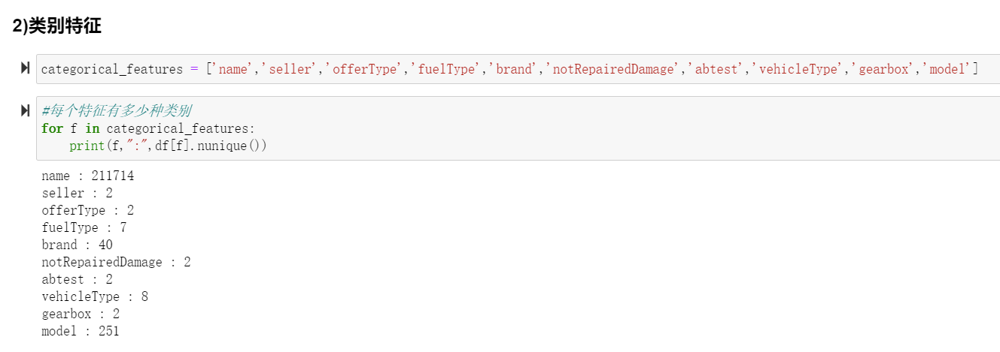 2)类别特征
categorical_features = ['name','seller','offerType','fuelType','brand','notRepairedDamage','abtest','vehicleType','gearbox','model']
#每个特征有多少种类别
for f in categorical_features:
    print(f,":",df[f].nunique())
name : 211714
seller : 2
offerType : 2
fuelType : 7
brand : 40
notRepairedDamage : 2
abtest : 2
vehicleType : 8
gearbox : 2
model : 251